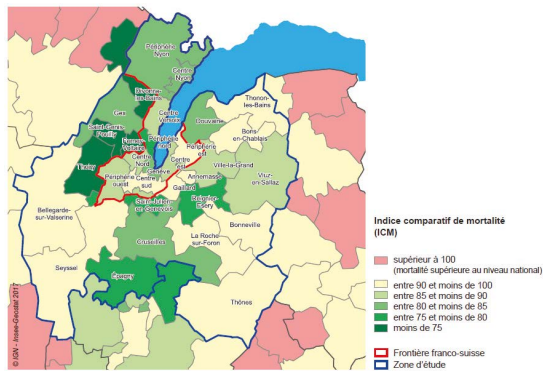 Périphérie
Nyon
Centre
Nyon
Divonne-
les-Bains
Thonon-
les-Bains
Gex
Centre
Versoix
Douvaine
Saint-Genis-
Pouilly
Bons-
en-Chablais
Ferney-
Voltaire
Périphérie
nord
Périphérie
est
Thoiry
Centre
Nord
Centre
est
Ville-la-Grand
Genève
Périphérie
ouest
Centre
sud
Annemasse
Viuz-
en-Sallaz
Gaillard
Saint-Julien-
en-Genevois
Reignier-
Esery
Bellegarde-
sur-Valserine
Bonneville
Cruseilles
La Roche-
sur-Foron
Seyssel
Epagny
Thônes
© IGN - Insee-Geostat 2017
Indice comparatif de mortalité
(ICM)
supérieur à 100
(mortalité supérieure au niveau national)
entre 90 et moins de 100
entre 85 et moins de 90
entre 80 et moins de 85
entre 75 et moins de 80
moins de 75
Frontière franco-suisse
Zone d'étude